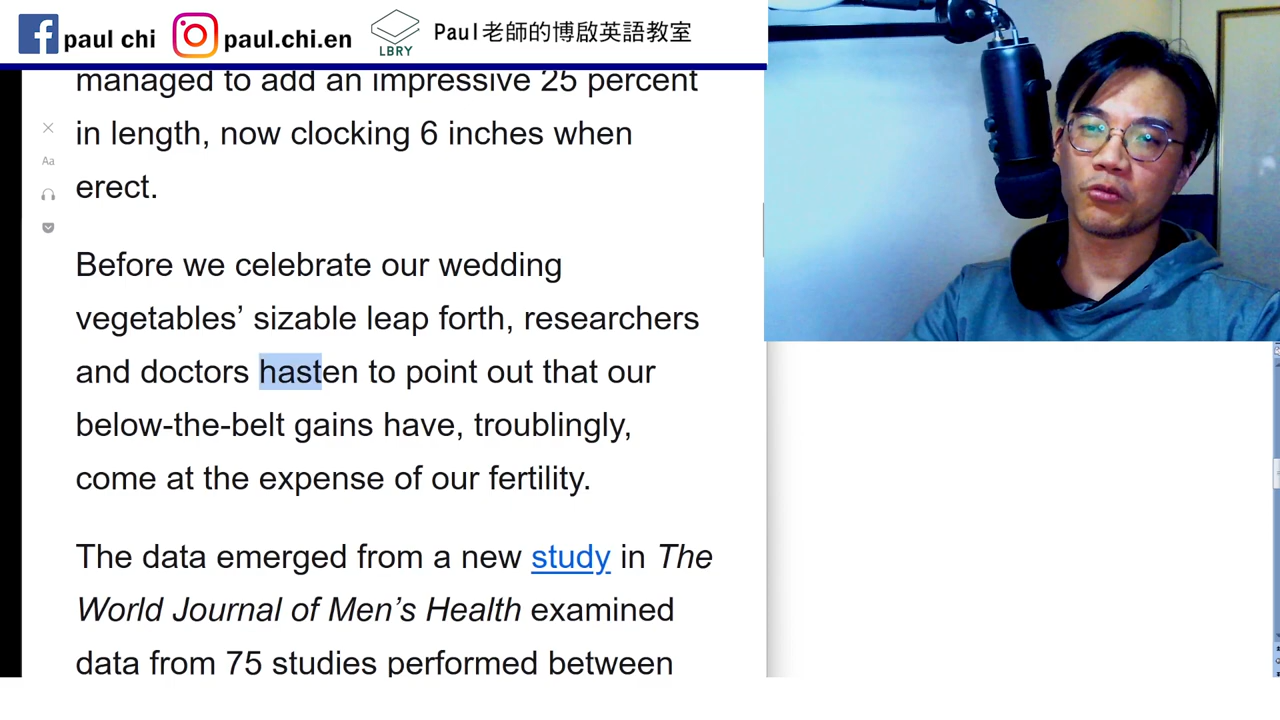 paul chi paul.chi.en LBRY Paul老師的博啟英語教室
managed to add an impressive 25 percent
in length, now clocking 6 inches when
erect.
Aa
Before we celebrate our wedding
vegetables’ sizable leap forth, researchers
and doctors hasten to point out that our
below-the-belt gains have, troublingly,
come at the expense of our fertility.
The data emerged from a new study in The
World Journal of Men’s Health examined
data from 75 studies performed between